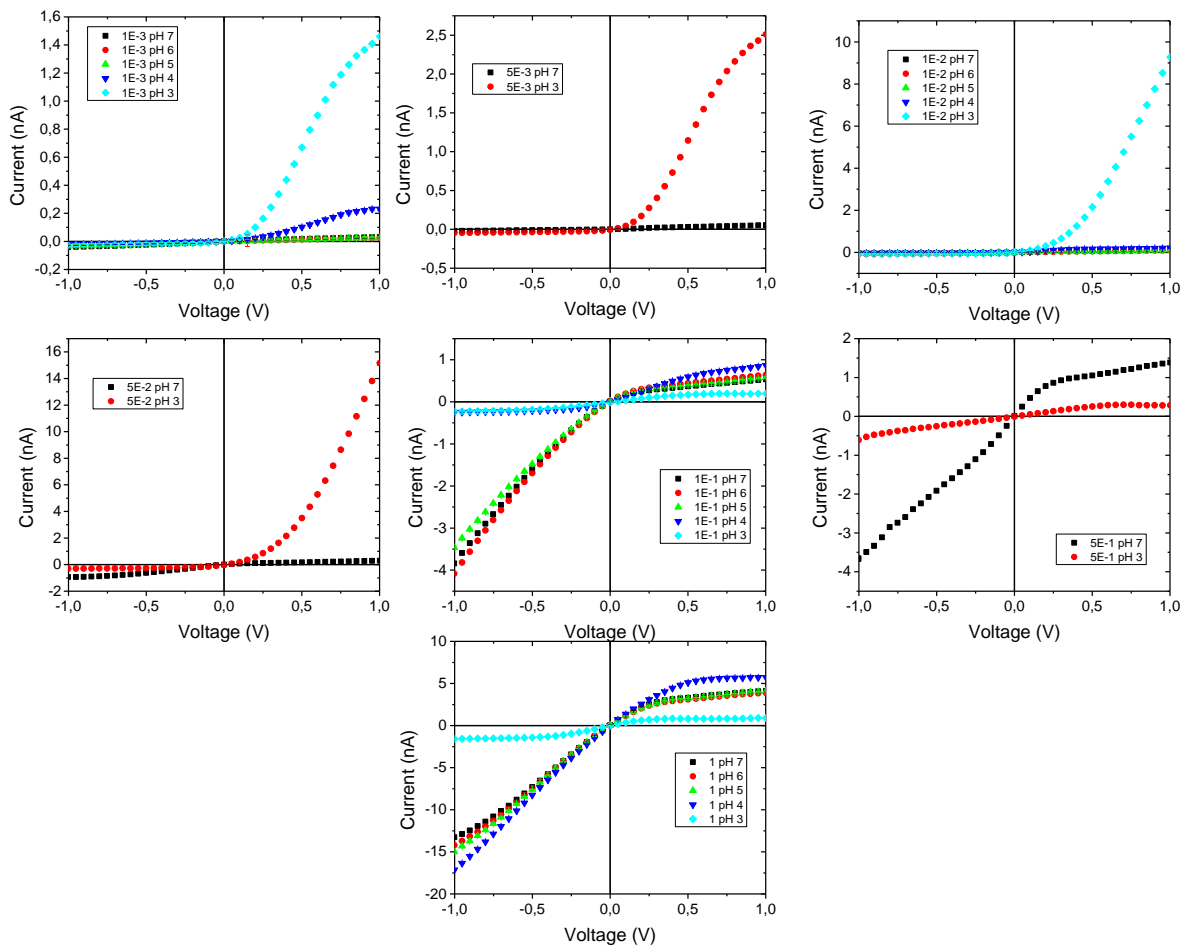 1,6
1,4
1,2
1,0
0,8
0,6
0,4
0,2
0,0
-0,2
Current (nA)
1E-3 pH 7
1E-3 pH 6
1E-3 pH 5
1E-3 pH 4
1E-3 pH 3
-1,0 -0,5 0,0 0,5 1,0
Voltage (V)
2,5
2,0
1,5
1,0
0,5
0,0
-0,5
Current (nA)
5E-3 pH 7
5E-3 pH 3
-1,0 -0,5 0,0 0,5 1,0
Voltage (V)
10
8
6
4
2
0
Current (nA)
1E-2 pH 7
1E-2 pH 6
1E-2 pH 5
1E-2 pH 4
1E-2 pH 3
-1,0 -0,5 0,0 0,5 1,0
Voltage (V)
16
14
12
10
8
6
4
2
0
-2
Current (nA)
5E-2 pH 7
5E-2 pH 3
-1,0 -0,5 0,0 0,5 1,0
Voltage (V)
1
0
-1
-2
-3
-4
Current (nA)
1E-1 pH 7
1E-1 pH 6
1E-1 pH 5
1E-1 pH 4
1E-1 pH 3
-1,0 -0,5 0,0 0,5 1,0
Voltage (V)
2
1
0
-1
-2
-3
-4
Current (nA)
5E-1 pH 7
5E-1 pH 3
-1,0 -0,5 0,0 0,5 1,0
Voltage (V)
10
5
0
-5
-10
-15
-20
Current (nA)
1 pH 7
1 pH 6
1 pH 5
1 pH 4
1 pH 3
-1,0 -0,5 0,0 0,5 1,0
Voltage (V)